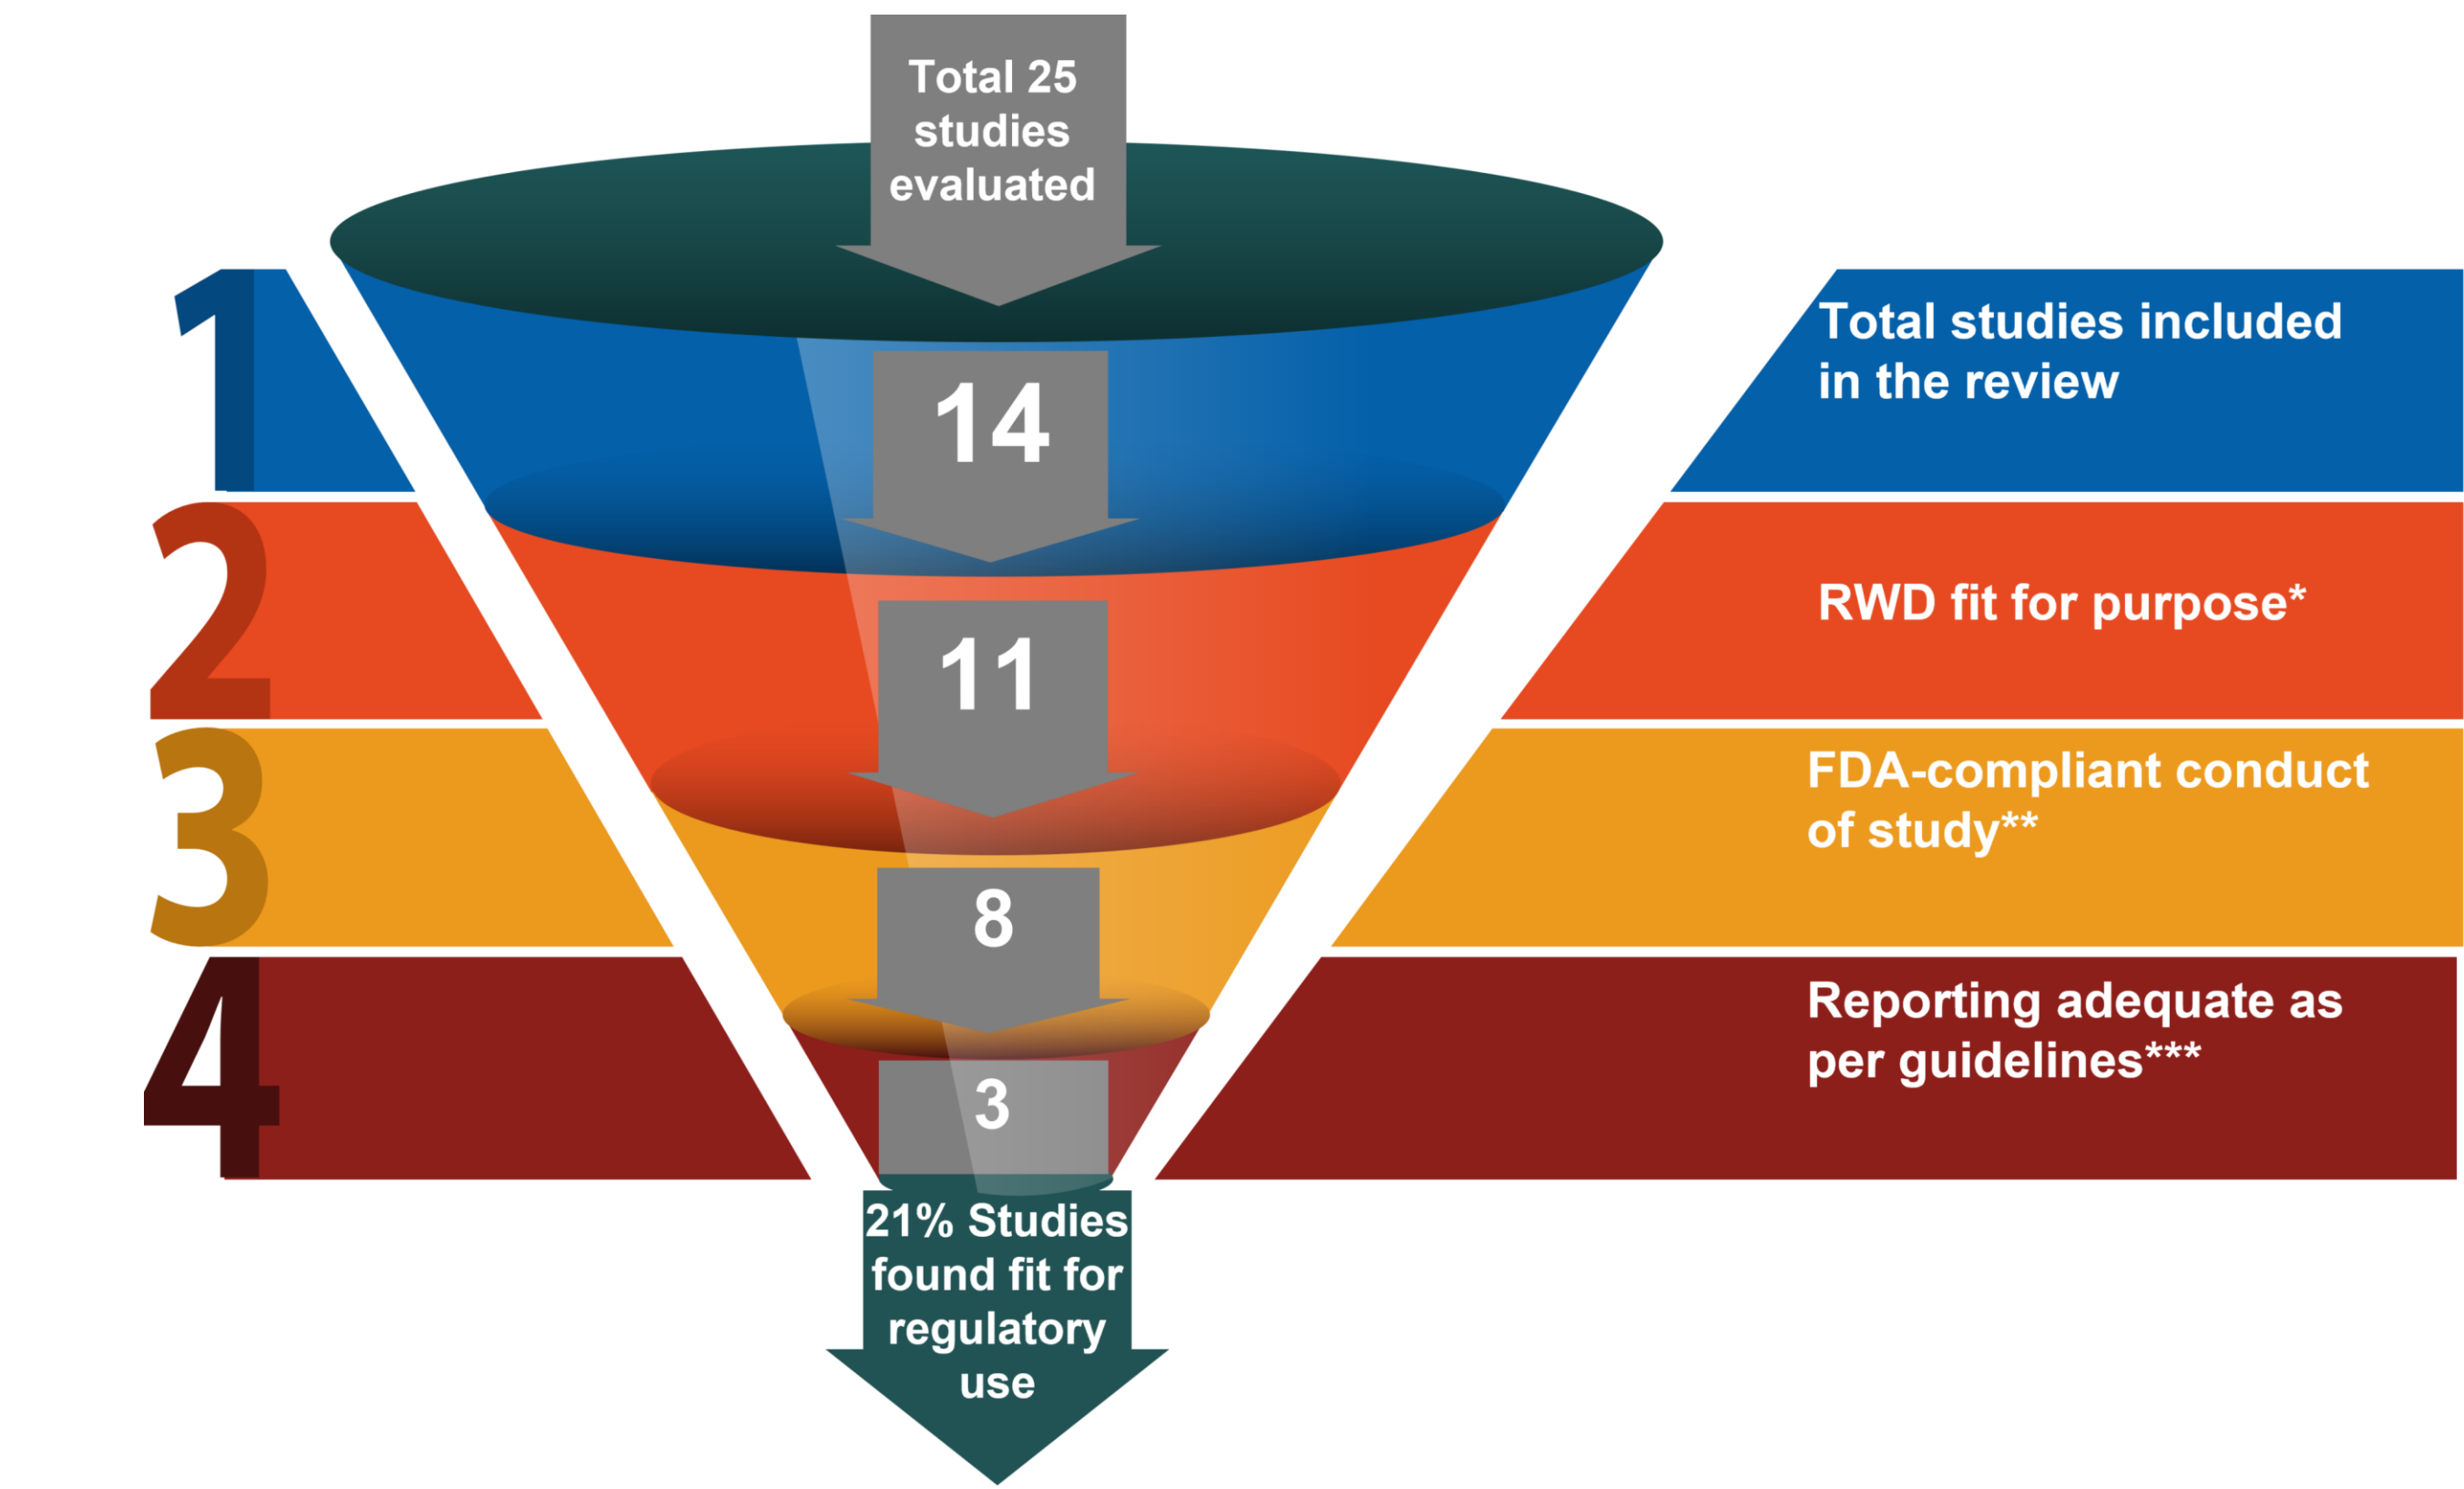 Total 25
studies
evaluated
1
14
Total studies included
in the review
2
11
RWD fit for purpose*
3
8
FDA-compliant conduct
of study**
4
3
Reporting adequate as
per guidelines***
21% Studies
found fit for
regulatory
use